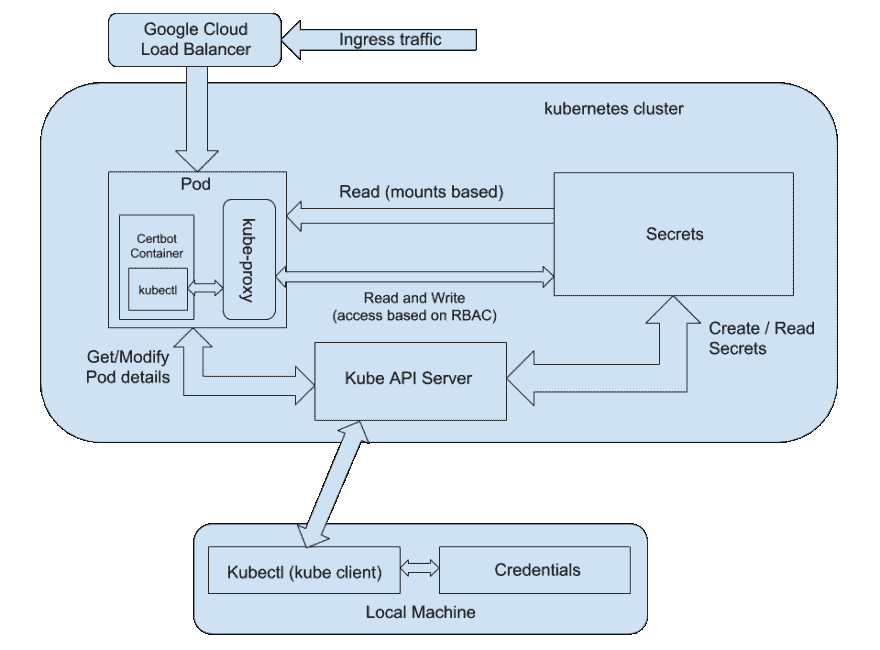 Google Cloud
Load Balancer
Ingress traffic
kubernetes cluster
Pod
Read (mounts based)
Secrets
Certbot
Container
kubectl
kube-proxy
Read and Write
(access based on RBAC)
Create / Read
Secrets
Get/Modify
Pod details
Kube API Server
Kubectl (kube client)
Credentials
Local Machine